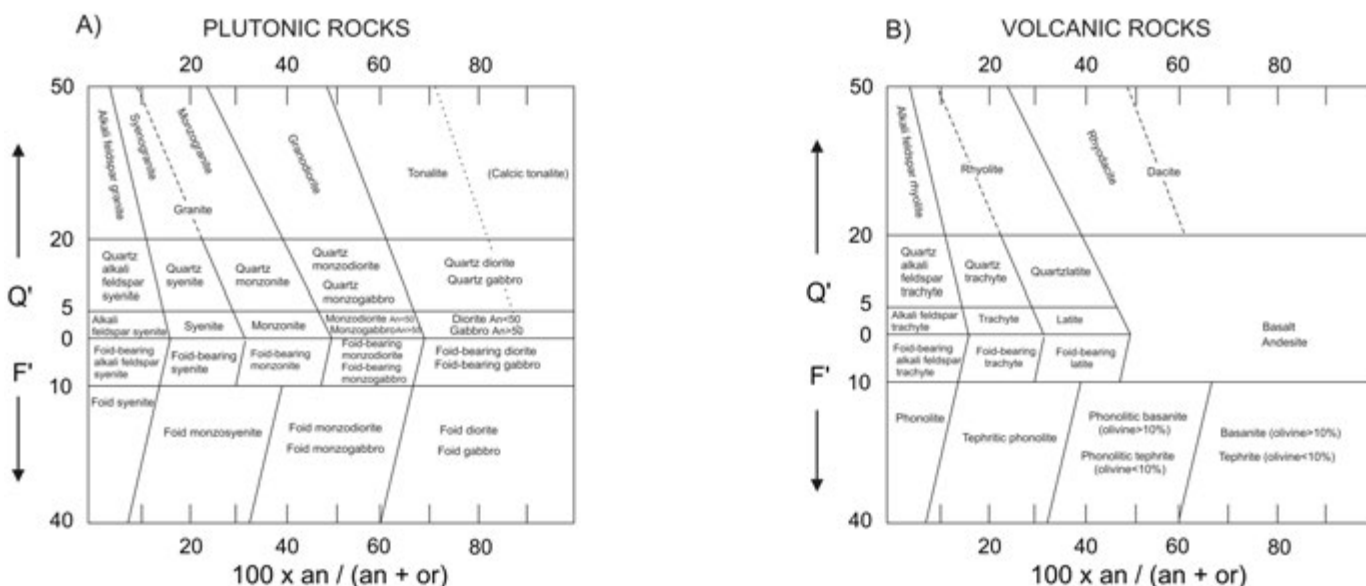 A) PLUTONIC ROCKS
20 40 60 80
50
Alkali feldspar granite
Syenogranite
Monzogranite
Granite
Granodiorite
Tonalite
(Calcic tonalite)
20
Quartz
alkali
feldspar
syenite
Quartz
syenite
Quartz
monzonite
Quartz
monzodiorite
Quartz
monzogabbro
Quartz diorite
Quartz gabbro
Q'
5
Alkali
feldspar syenite
Syenite
Monzonite
Monzodiorite An<50
Monzogabbro An>50
Diorite An<50
Gabbro An>50
0
Foid-bearing
alkali feldspar
syenite
Foid-bearing
syenite
Foid-bearing
monzonite
Foid-bearing
monzodiorite
Foid-bearing
monzogabbro
Foid-bearing diorite
Foid-bearing gabbro
F'
10
Foid syenite
Foid monzosyenite
Foid monzodiorite
Foid monzogabbro
Foid diorite
Foid gabbro
40
20 40 60 80
100 x an / (an + or)
B) VOLCANIC ROCKS
20 40 60 80
50
Alkali feldspar rhyolite
Rhyolite
Rhyodacite
Dacite
20
Quartz
alkali
feldspar
trachyte
Quartz
trachyte
Quartzlatite
Q'
5
Alkali feldspar
trachyte
Trachyte
Latite
Basalt
Andesite
0
Foid-bearing
alkali feldspar
trachyte
Foid-bearing
trachyte
Foid-bearing
latite
F'
10
Phonolite
Tephritic phonolite
Phonolitic basanite
(olivine>10%)
Phonolitic tephrite
(olivine<10%)
Basanite (olivine>10%)
Tephrite (olivine<10%)
40
20 40 60 80
100 x an / (an + or)